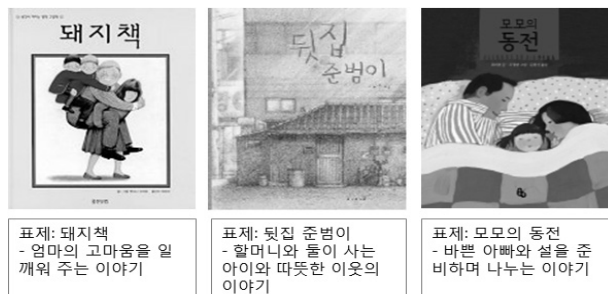 돼지책
뒷집
준범이
모모의
동전
표제: 돼지책
- 엄마의 고마움을 일
깨워 주는 이야기
표제: 뒷집 준범이
- 할머니와 둘이 사는
아이와 따뜻한 이웃의
이야기
표제: 모모의 동전
- 바쁜 아빠와 설을 준
비하며 나누는 이야기